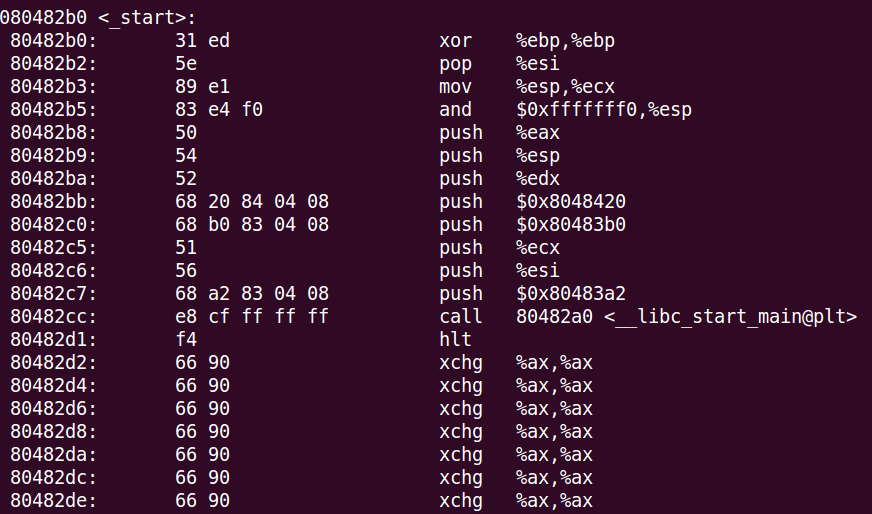 080482b0 <_start>:
80482b0: 31 ed xor %ebp,%ebp
80482b2: 5e pop %esi
80482b3: 89 e1 mov %esp,%ecx
80482b5: 83 e4 f0 and $0xfffffff0,%esp
80482b8: 50 push %eax
80482b9: 54 push %esp
80482ba: 52 push %edx
80482bb: 68 20 84 04 08 push $0x8048420
80482c0: 68 b0 83 04 08 push $0x80483b0
80482c5: 51 push %ecx
80482c6: 56 push %esi
80482c7: 68 a2 83 04 08 push $0x80483a2
80482cc: e8 cf ff ff ff call 80482a0 <__libc_start_main@plt>
80482d1: f4 hlt
80482d2: 66 90 xchg %ax,%ax
80482d4: 66 90 xchg %ax,%ax
80482d6: 66 90 xchg %ax,%ax
80482d8: 66 90 xchg %ax,%ax
80482da: 66 90 xchg %ax,%ax
80482dc: 66 90 xchg %ax,%ax
80482de: 66 90 xchg %ax,%ax